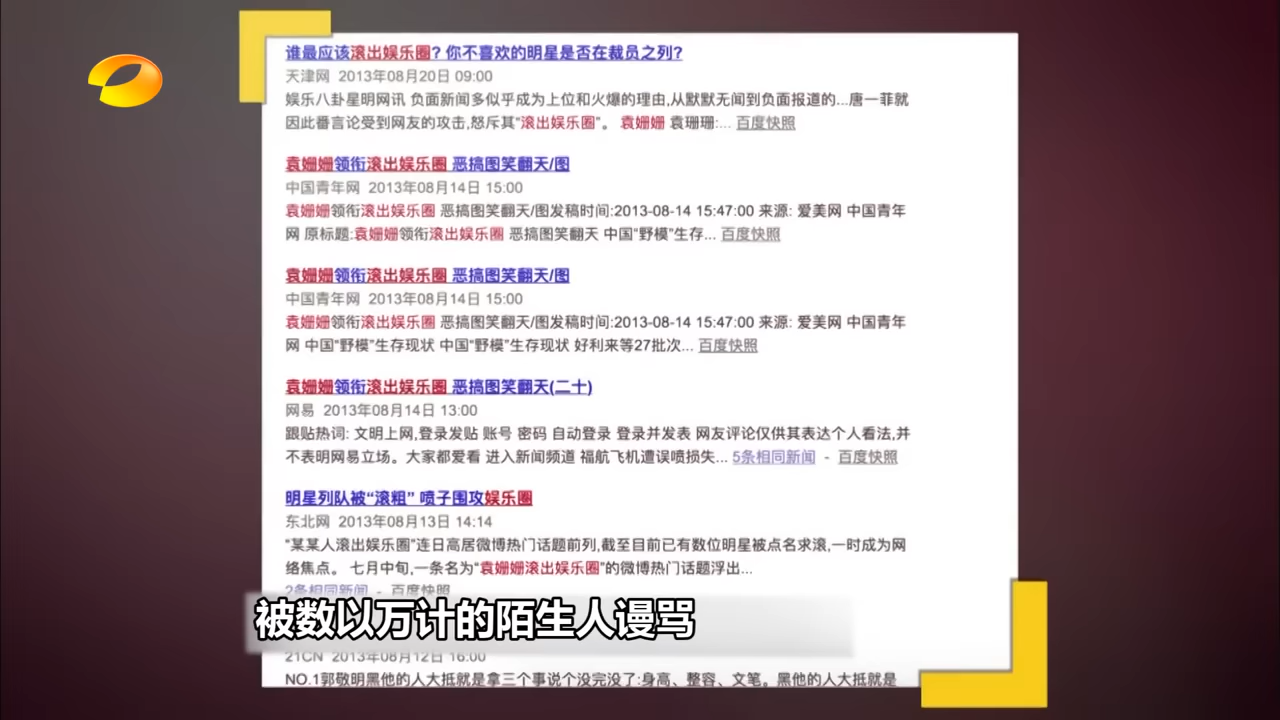 谁最应该滚出娱乐圈? 你不喜欢的明星是否在裁员之列?
天津网 2013年08月20日 09:00
娱乐八卦星明网讯 负面新闻多似乎成为上位和火爆的理由,从默默无闻到负面报道的...唐一菲就
因此番言论受到网友的攻击,怒斥其"滚出娱乐圈"。 袁姗姗 袁珊珊:... 百度快照
袁姗姗领衔滚出娱乐圈 恶搞图笑翻天/图
中国青年网 2013年08月14日 15:00
袁姗姗领衔滚出娱乐圈 恶搞图笑翻天/图发稿时间:2013-08-14 15:47:00 来源: 爱美网 中国青年
网 原标题:袁姗姗领衔滚出娱乐圈 恶搞图笑翻天 中国"野模"生存... 百度快照
袁姗姗领衔滚出娱乐圈 恶搞图笑翻天/图
中国青年网 2013年08月14日 15:00
袁姗姗领衔滚出娱乐圈 恶搞图笑翻天/图发稿时间:2013-08-14 15:47:00 来源: 爱美网 中国青年
网 中国"野模"生存现状 中国"野模"生存现状 好利来等27批次... 百度快照
袁姗姗领衔滚出娱乐圈 恶搞图笑翻天(二十)
网易 2013年08月14日 13:00
跟贴热词: 文明上网,登录发贴 账号 密码 自动登录 登录并发表 网友评论仅供其表达个人看法,并
不表明网易立场。大家都爱看 进入新闻频道 福航飞机遭误喷损失... 5条相同新闻 - 百度快照
明星列队被“滚粗” 喷子围攻娱乐圈
东北网 2013年08月13日 14:14
“某某人滚出娱乐圈”连日高居微博热门话题前列,截至目前已有数位明星被点名求滚,一时成为网
络焦点。 七月中旬,一条名为“袁姗姗滚出娱乐圈”的微博热门话题浮出...
2条相同新闻 - 百度快照
被数以万计的陌生人谩骂
21CN 2013年08月12日 16:00
NO.1郭敬明黑他的人大抵就是拿三个事说个没完没了:身高、整容、文笔。黑他的人大抵就是